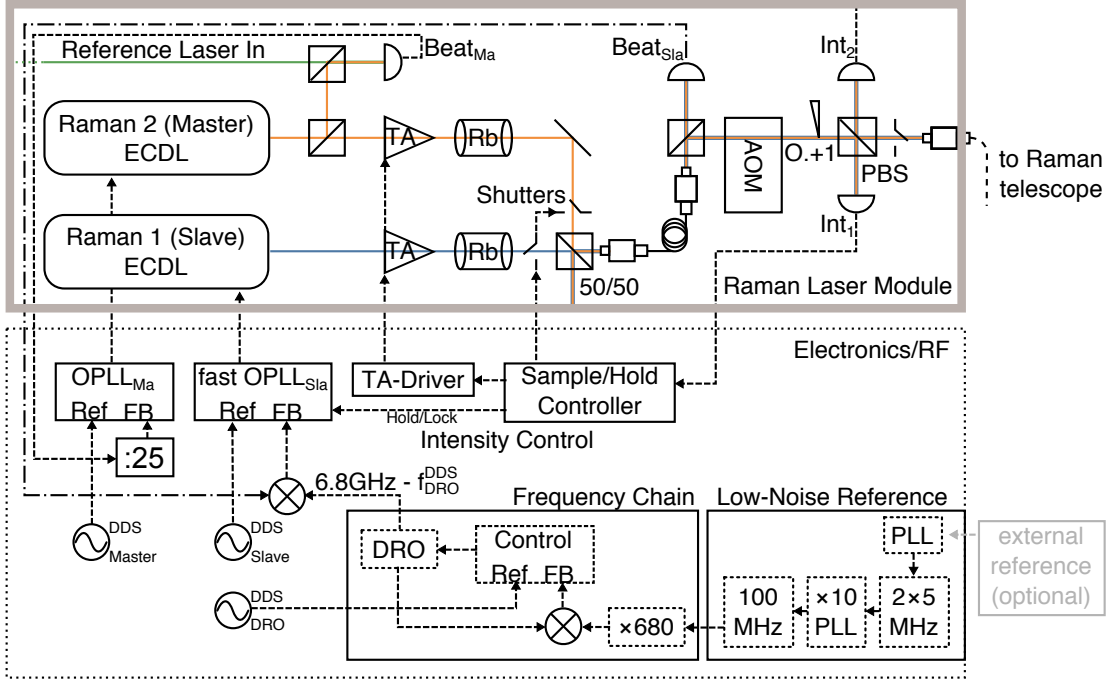 Reference Laser In
Beat_Ma
Beat_Sla
Int_2
Raman 2 (Master)
ECDL
TA
Rb
AOM
O.+1
PBS
to Raman
telescope
Shutters
Int_1
Raman 1 (Slave)
ECDL
TA
Rb
50/50
Raman Laser Module
Electronics/RF
OPLL_Ma
Ref FB
fast OPLL_Sla
Ref FB
TA-Driver
Sample/Hold
Controller
Hold/Lock
Intensity Control
:25
6.8GHz - f_DRO^DDS
Frequency Chain
Low-Noise Reference
DDS
Master
DDS
Slave
DRO
Control
Ref FB
PLL
external
reference
(optional)
DDS
DRO
×680
100
MHz
×10
PLL
2×5
MHz